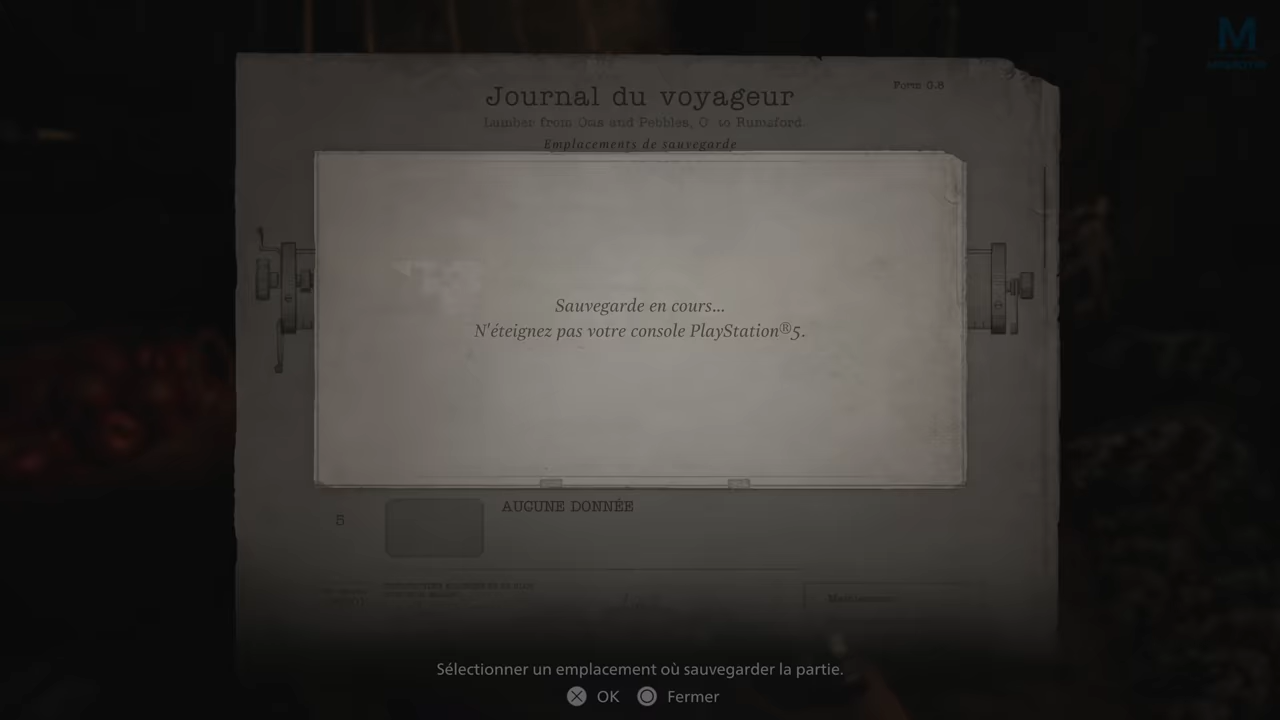 M
Journal du voyageur
Form 0.8
Lumber from Oas and Pebbles, O. to Rumsford.
Emplacements de sauvegarde
Sauvegarde en cours...
N'éteignez pas votre console PlayStation®5.
5
AUCUNE DONNÉE
Sélectionner un emplacement où sauvegarder la partie.
OK
Fermer